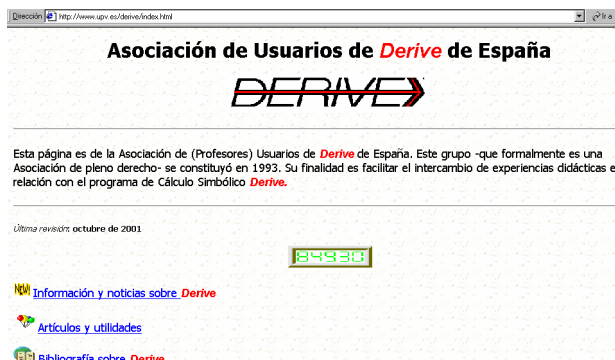 Dirección http://www.upv.es/derive/index.html Ir a
Asociación de Usuarios de Derive de España
DERIVE
Esta página es de la Asociación de (Profesores) Usuarios de Derive de España. Este grupo -que formalmente es una
Asociación de pleno derecho- se constituyó en 1993. Su finalidad es facilitar el intercambio de experiencias didácticas e
relación con el programa de Cálculo Simbólico Derive.
Última revisión: octubre de 2001
84930
NEW! Información y noticias sobre Derive
Artículos y utilidades
Bibliografía sobre Derive